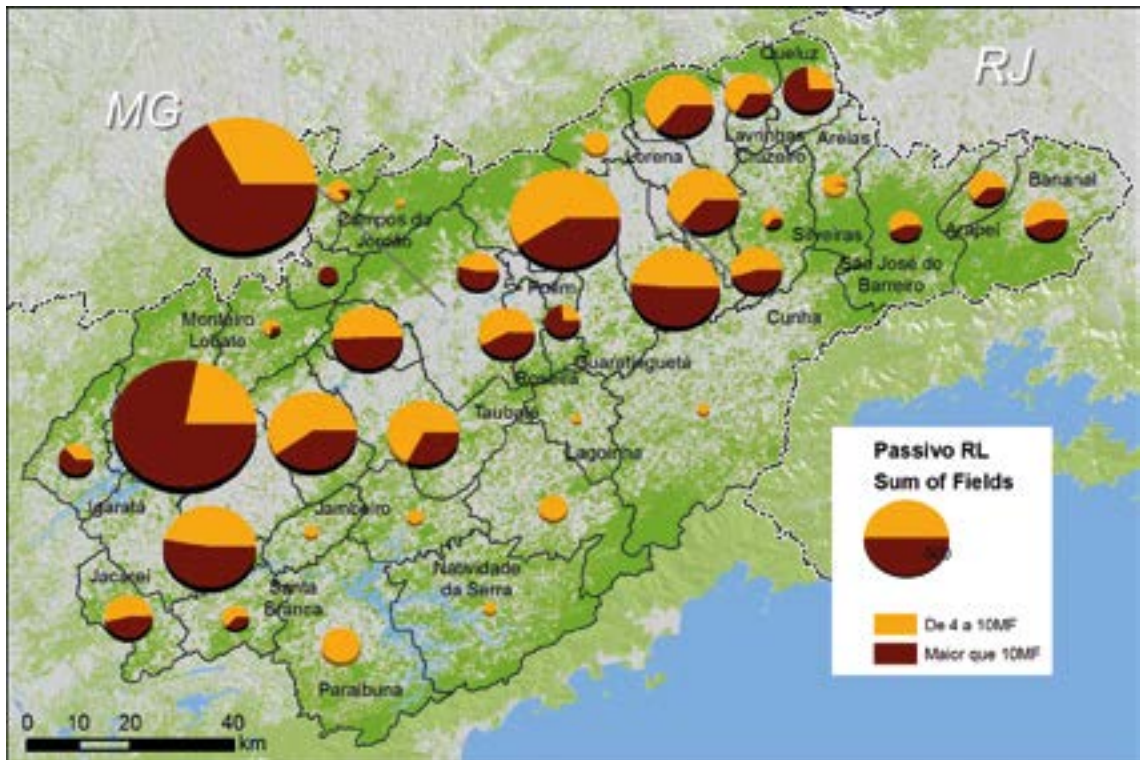 MG
RJ
Queluz
Lavrinhas
Areias
Lorena
Cruzeiro
Bananal
Campos do
Jordão
Silveiras
Arapeí
São José do
Barreiro
Monteiro
Lobato
Cunha
Guaratinguetá
Roseira
Taubaté
Lagoinha
Igaratá
Jambeiro
Jacareí
Santa
Branca
Natividade
da Serra
Paraibuna
Passivo RL
Sum of Fields
De 4 a 10MF
Maior que 10MF
0 10 20 40
km